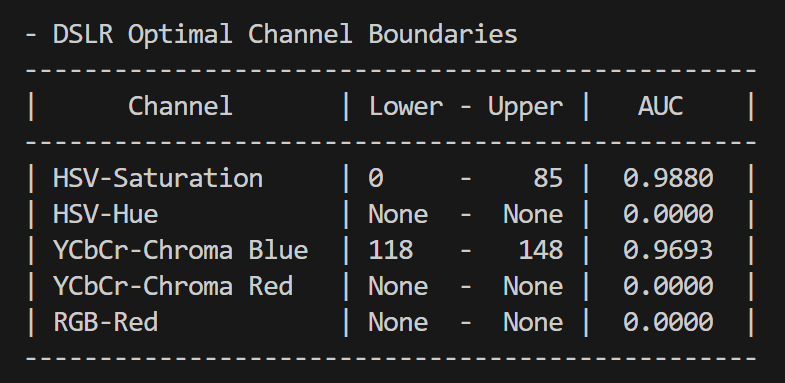 - DSLR Optimal Channel Boundaries
-------------------------------------------------
|      Channel       | Lower - Upper |   AUC    |
-------------------------------------------------
| HSV-Saturation     | 0     -    85 |  0.9880  |
| HSV-Hue            | None  -  None |  0.0000  |
| YCbCr-Chroma Blue  | 118   -   148 |  0.9693  |
| YCbCr-Chroma Red   | None  -  None |  0.0000  |
| RGB-Red            | None  -  None |  0.0000  |
-------------------------------------------------